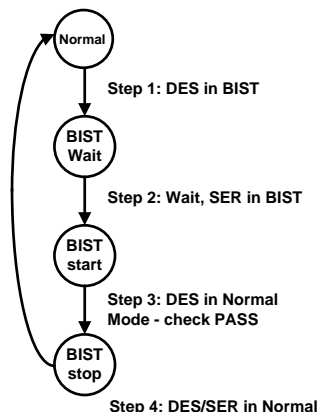 Normal
Step 1: DES in BIST
BIST
Wait
Step 2: Wait, SER in BIST
BIST
start
Step 3: DES in Normal
Mode - check PASS
BIST
stop
Step 4: DES/SER in Normal